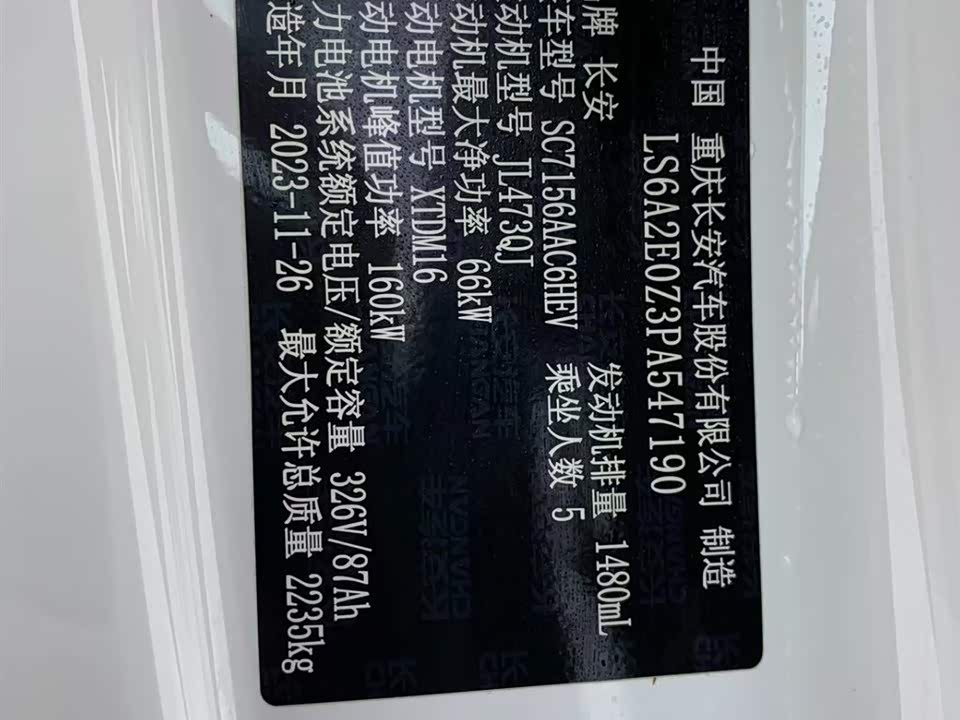 中国 重庆长安汽车股份有限公司 制造
LS6A2E0Z3PA547190
牌 长安 发动机排量 1480mL
车型号 SC7156AAC6HEV 乘坐人数 5
动机型号 JL473QJ
动机最大净功率 66kW
动电机型号 XTDM16
动电机峰值功率 160kW
力电池系统额定电压/额定容量 326V/87Ah
造年月 2023-11-26 最大允许总质量 2235kg